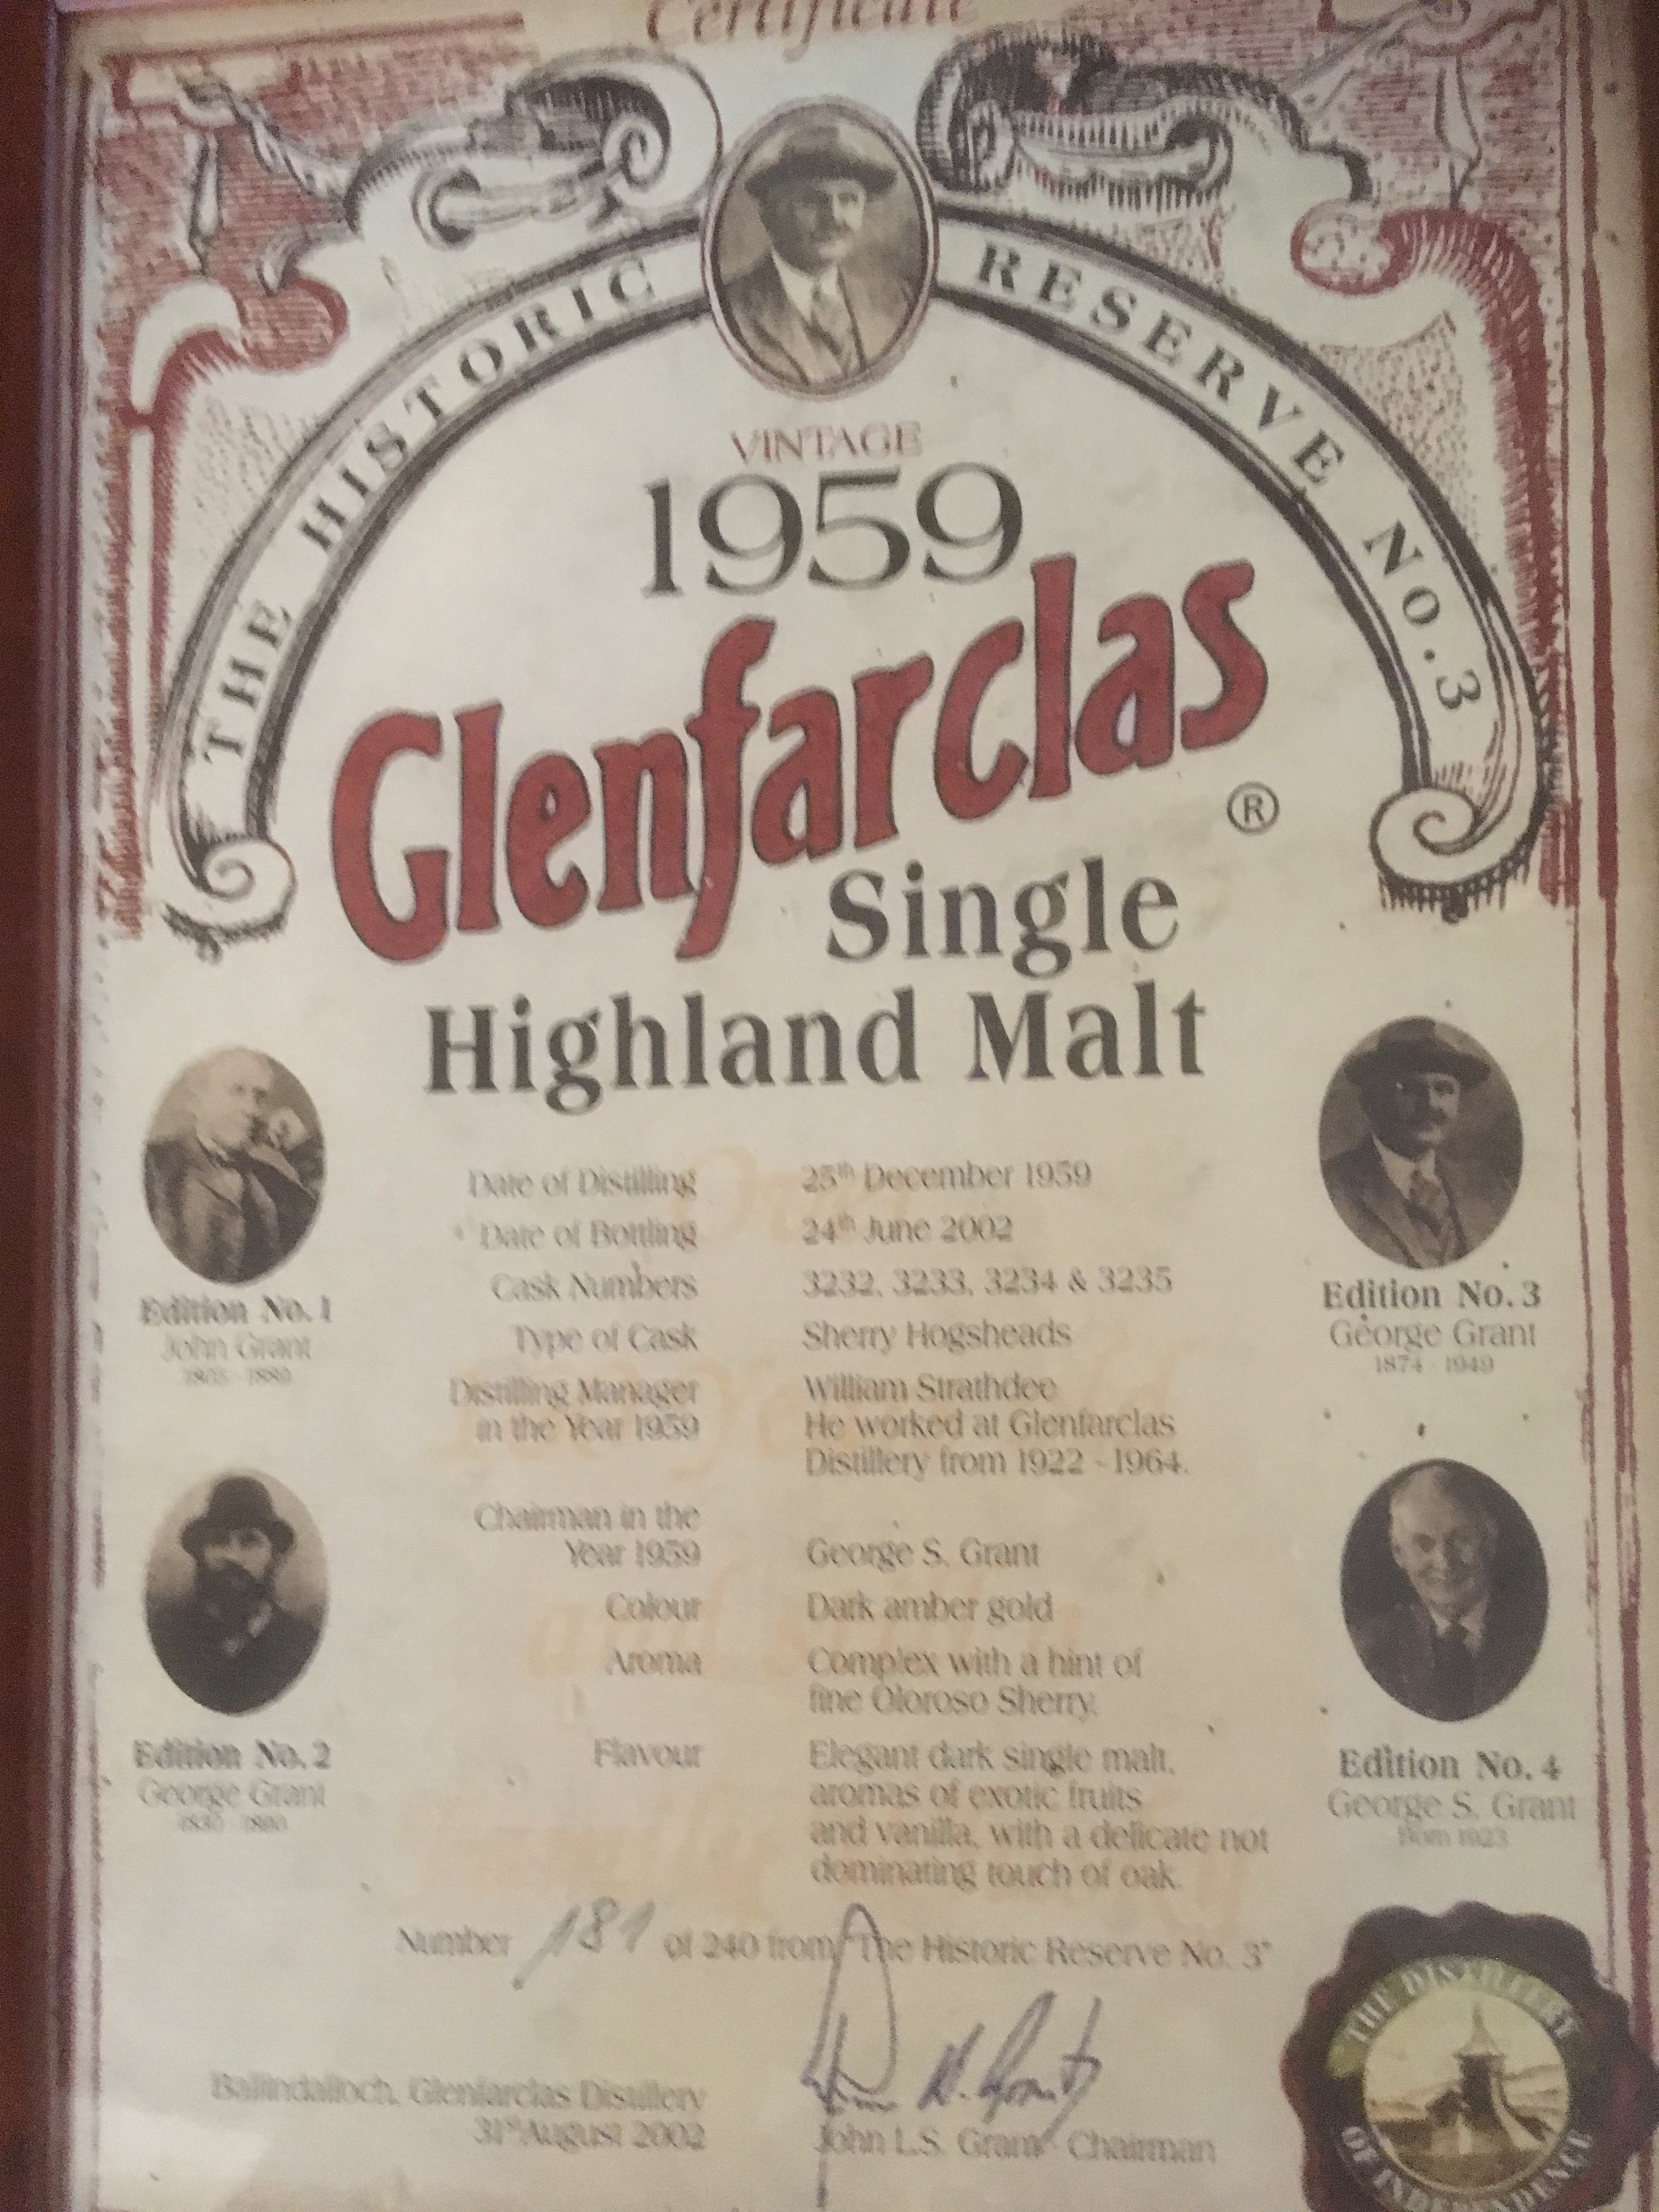 Certificate
THE HISTORIC RESERVE No.3
VINTAGE
1959
Glenfarclas
®
Single
Highland Malt
Date of Distilling 25th December 1959
Date of Bottling 24th June 2002
Cask Numbers 3232, 3233, 3234 & 3235
Type of Cask Sherry Hogsheads
Distilling Manager William Strathdee
in the Year 1959 He worked at Glenfarclas
Distillery from 1922 - 1964.
Chairman in the
Year 1959 George S. Grant
Colour Dark amber gold
Aroma Complex with a hint of
fine Oloroso Sherry.
Flavour Elegant dark single malt,
aromas of exotic fruits
and vanilla, with a delicate not
dominating touch of oak.
Edition No. 1
John Grant
Edition No. 2
George Grant
Edition No. 3
George Grant
1874 - 1949
Edition No. 4
George S. Grant
Born 1923
Number 181 of 240 from "The Historic Reserve No. 3"
Ballindalloch, Glenfarclas Distillery
31st August 2002
John L.S. Grant - Chairman
THE DISTILLERY
OF INDEPENDENCE